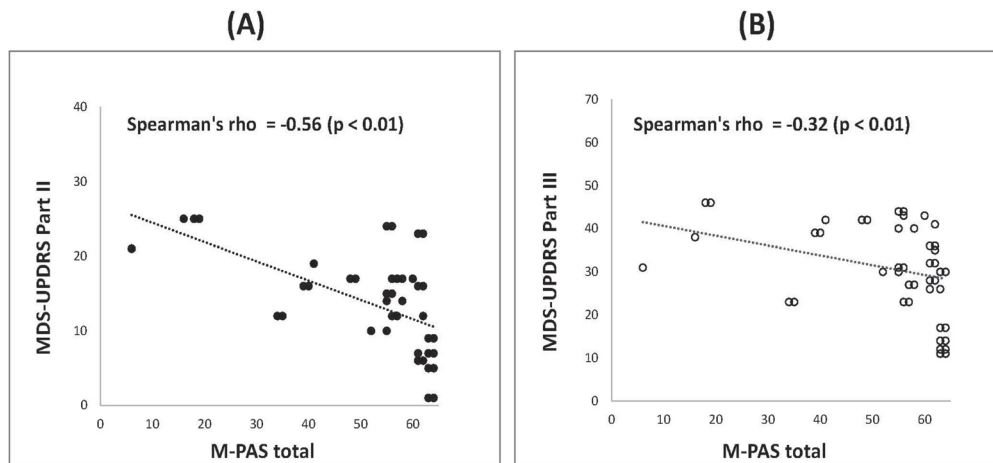 (A)
(B)
Spearman's rho = -0.56 (p < 0.01)
MDS-UPDRS Part II
40
30
20
10
0
0 10 20 30 40 50 60
M-PAS total
Spearman's rho = -0.32 (p < 0.01)
MDS-UPDRS Part III
70
60
50
40
30
20
10
0
0 10 20 30 40 50 60
M-PAS total